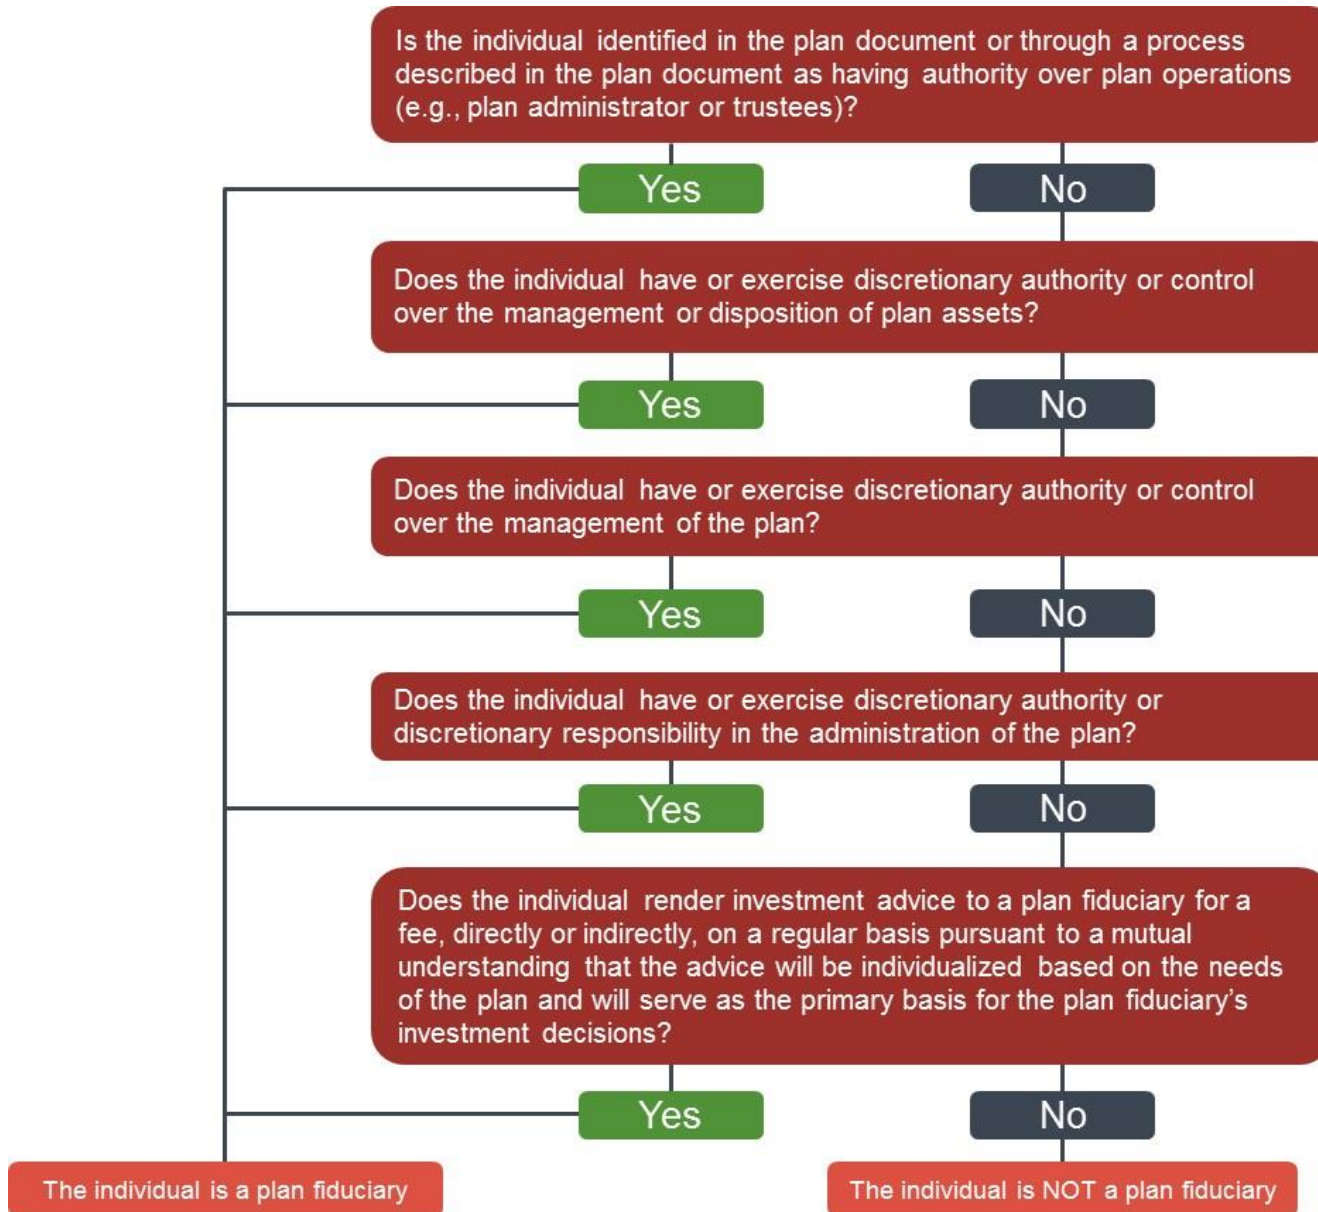 Is the individual identified in the plan document or through a process
described in the plan document as having authority over plan operations
(e.g., plan administrator or trustees)?
Yes
No
Does the individual have or exercise discretionary authority or control
over the management or disposition of plan assets?
Yes
No
Does the individual have or exercise discretionary authority or control
over the management of the plan?
Yes
No
Does the individual have or exercise discretionary authority or
discretionary responsibility in the administration of the plan?
Yes
No
Does the individual render investment advice to a plan fiduciary for a
fee, directly or indirectly, on a regular basis pursuant to a mutual
understanding that the advice will be individualized based on the needs
of the plan and will serve as the primary basis for the plan fiduciary’s
investment decisions?
Yes
No
The individual is a plan fiduciary
The individual is NOT a plan fiduciary